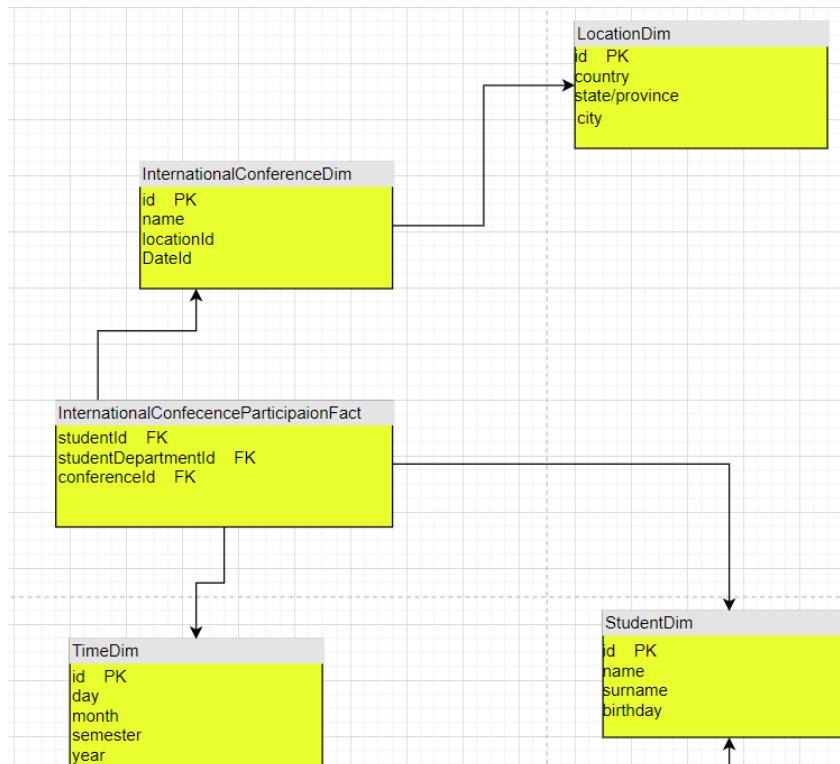 LocationDim
id PK
country
state/province
city
InternationalConferenceDim
id PK
name
locationId
DateId
InternationalConfecenceParticipaionFact
studentId FK
studentDepartmentId FK
conferenceId FK
TimeDim
id PK
day
month
semester
year
StudentDim
id PK
name
surname
birthday